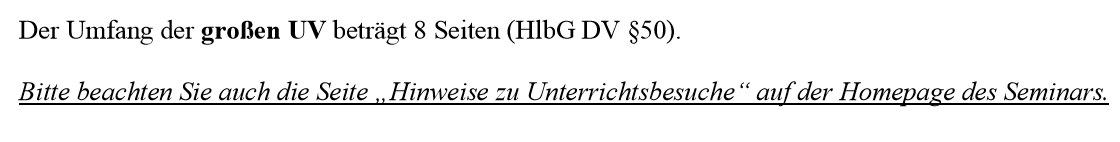 Der Umfang der großen UV beträgt 8 Seiten (HlbG DV §50).
Bitte beachten Sie auch die Seite „Hinweise zu Unterrichtsbesuche“ auf der Homepage des Seminars.